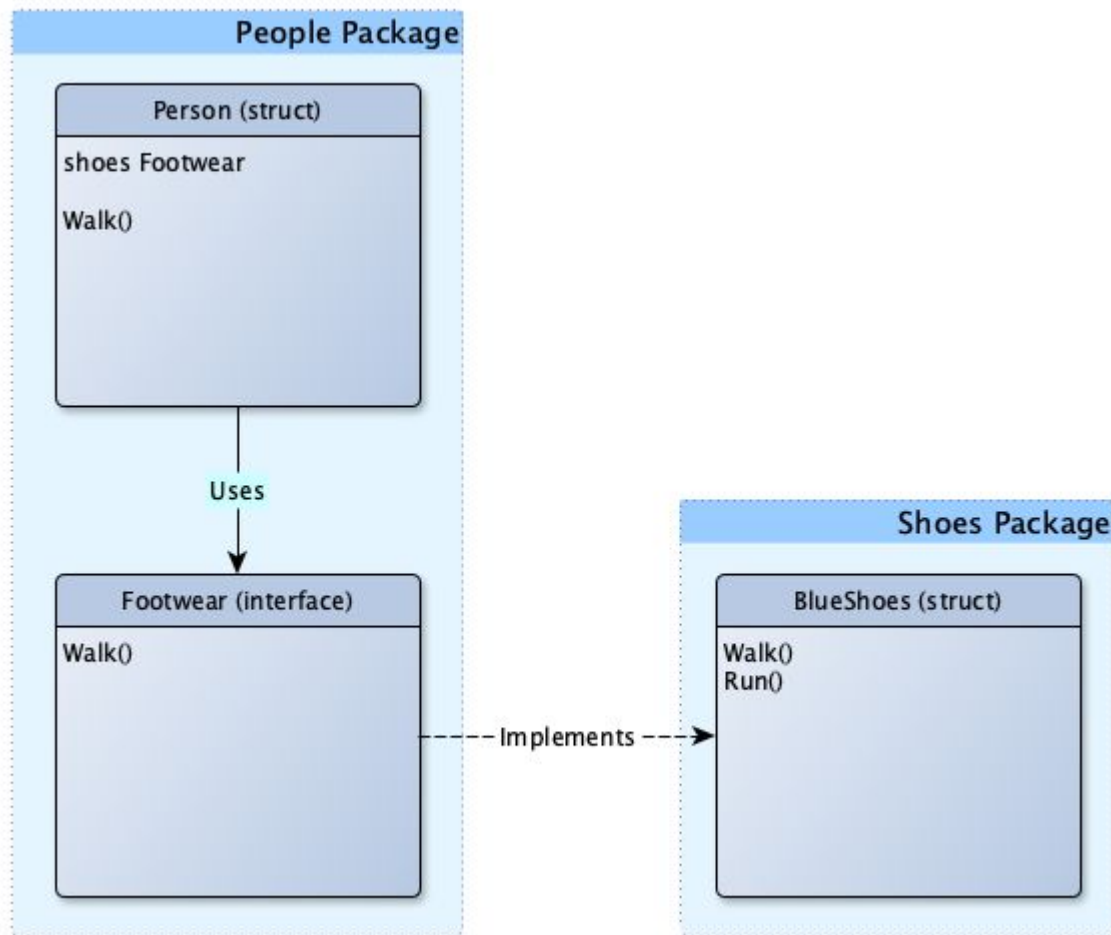 People Package
Person (struct)
shoes Footwear
Walk()
Uses
Footwear (interface)
Walk()
Implements
Shoes Package
BlueShoes (struct)
Walk()
Run()